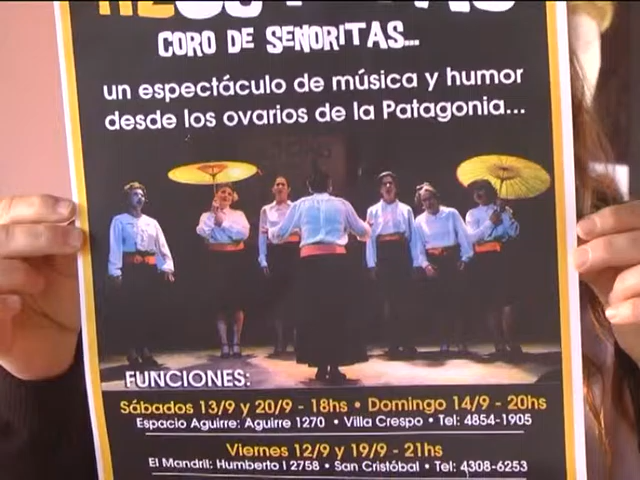 CORO DE SEÑORITAS...
un espectáculo de música y humor
desde los ovarios de la Patagonia...
FUNCIONES:
Sábados 13/9 y 20/9 - 18hs • Domingo 14/9 - 20hs
Espacio Aguirre: Aguirre 1270 • Villa Crespo • Tel: 4854-1905
Viernes 12/9 y 19/9 - 21hs
El Mandril: Humberto I 2758 • San Cristóbal • Tel: 4308-6253